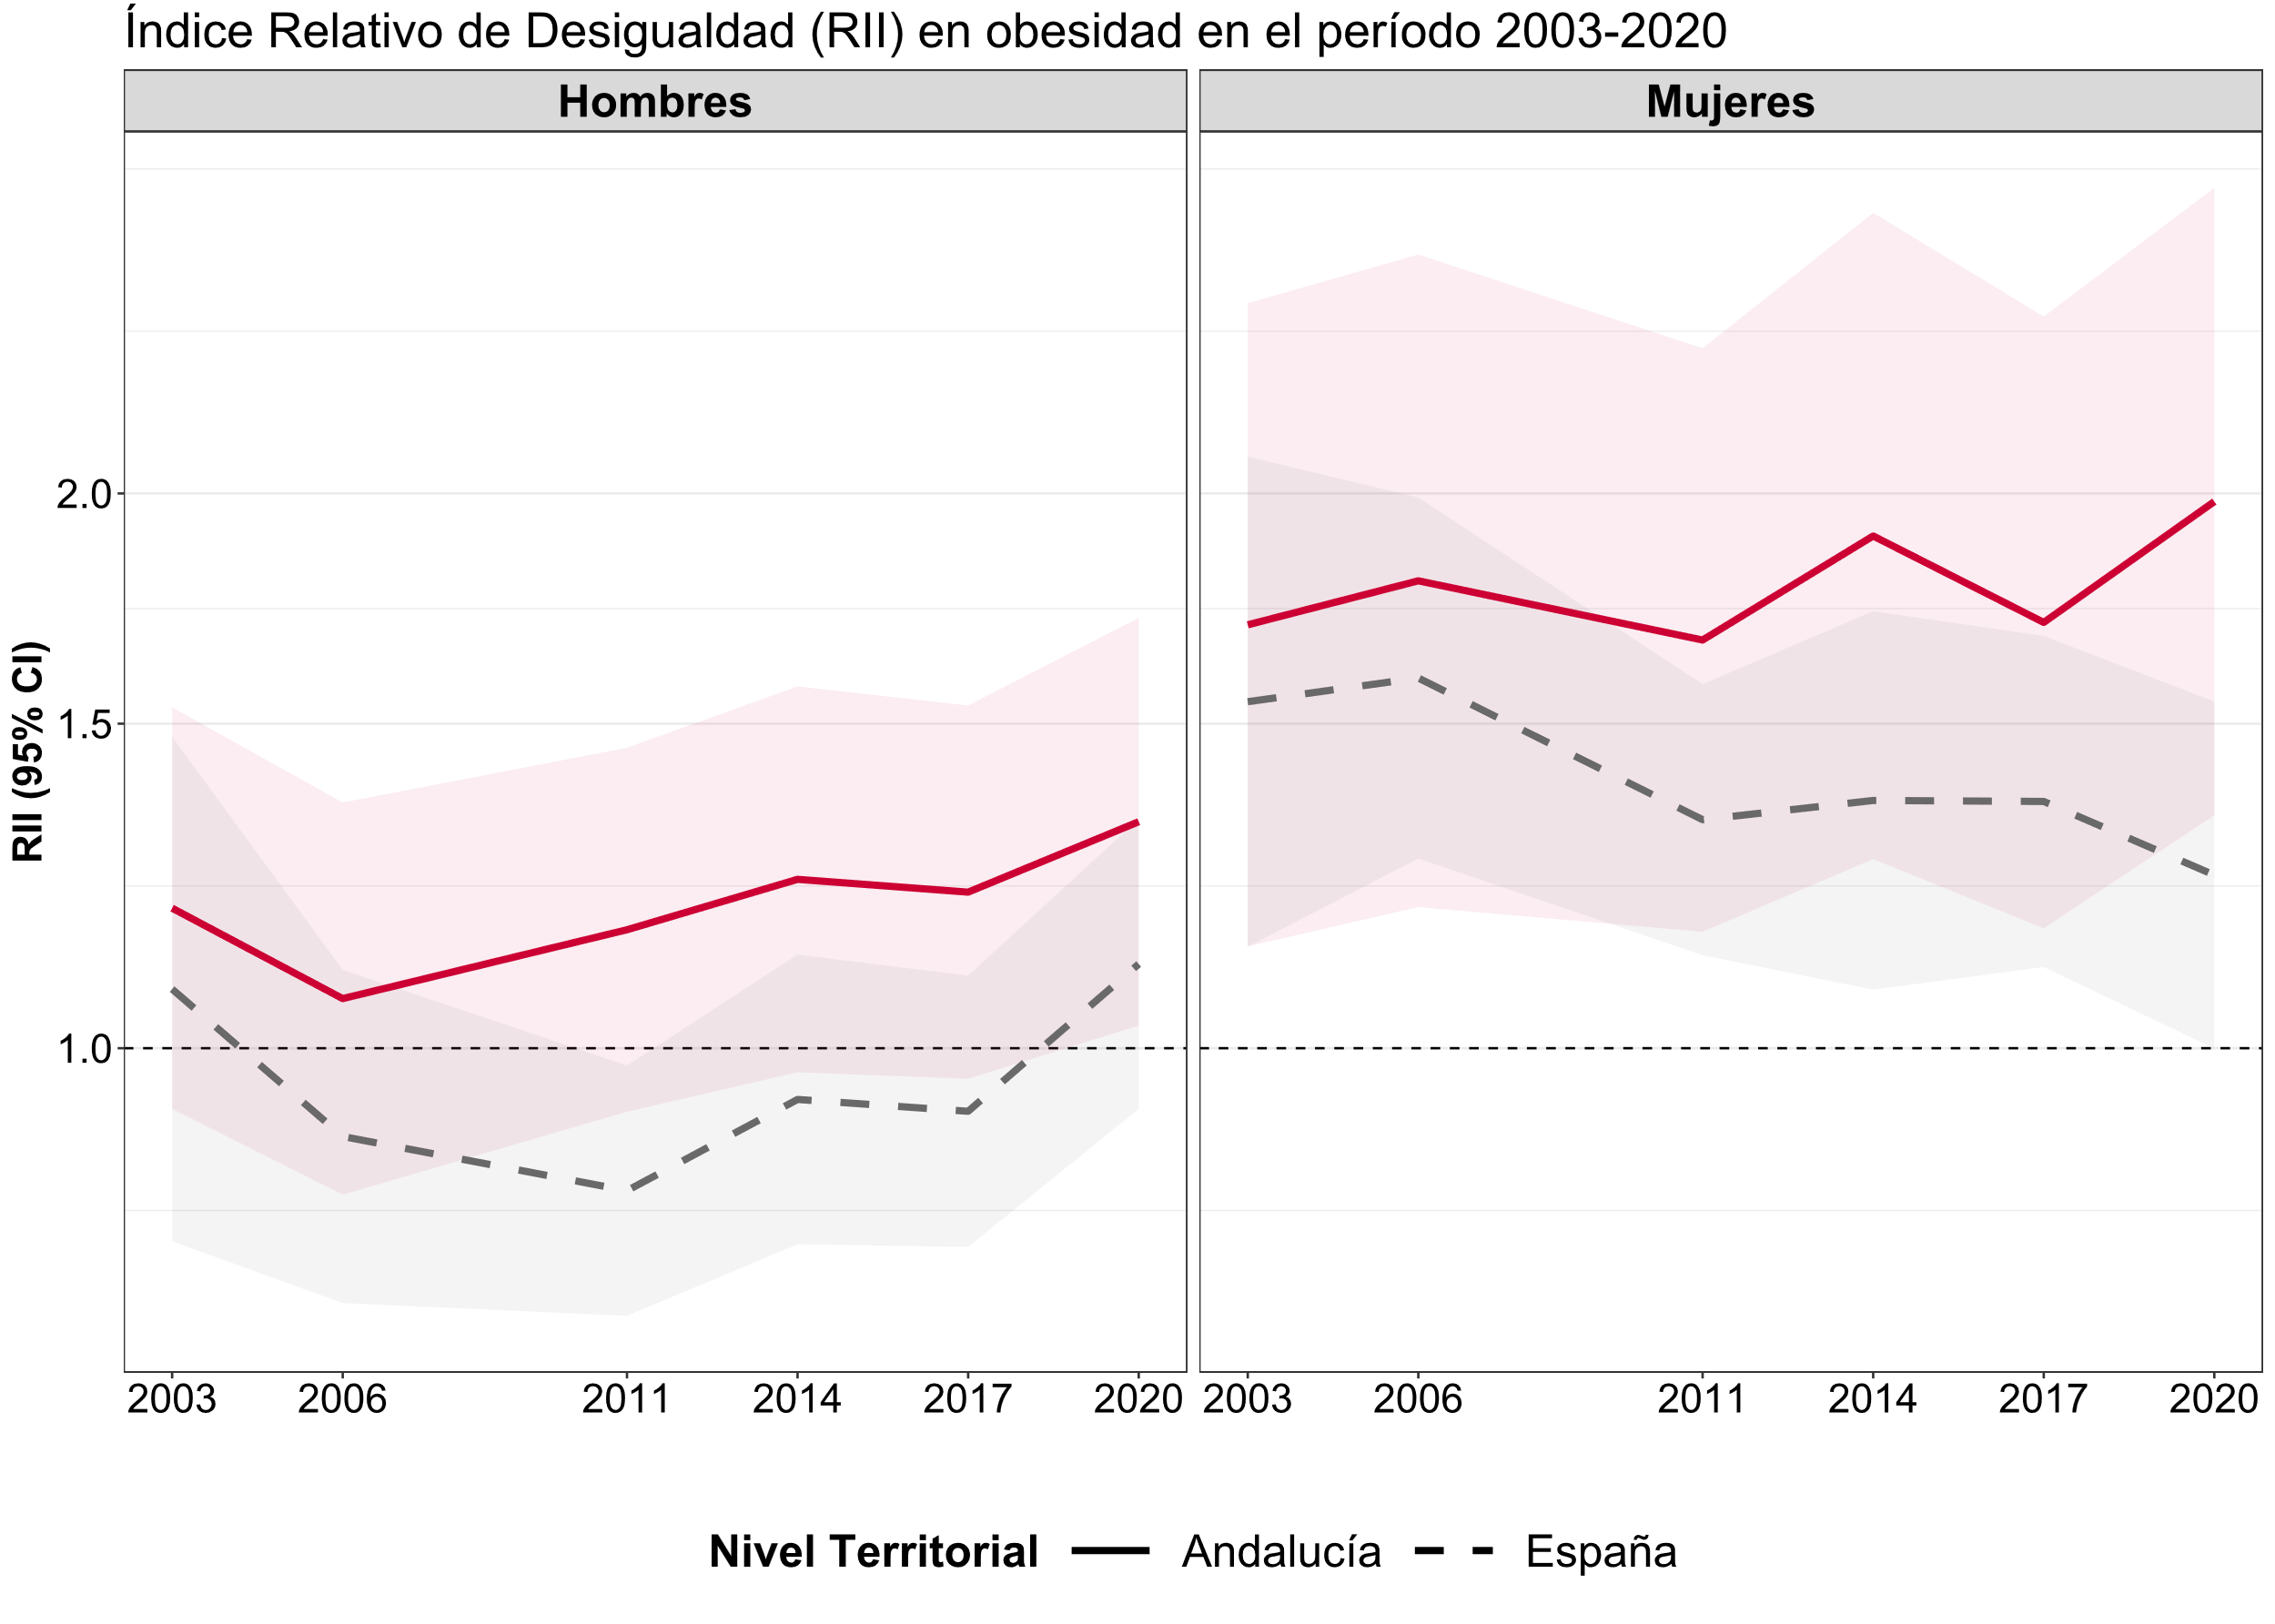 Índice Relativo de Desigualdad (RII) en obesidad en el período 2003-2020
Hombres
Mujeres
RII (95% CI)
2.0
1.5
1.0
2003 2006 2011 2014 2017 2020
2003 2006 2011 2014 2017 2020
Nivel Territorial Andalucía España